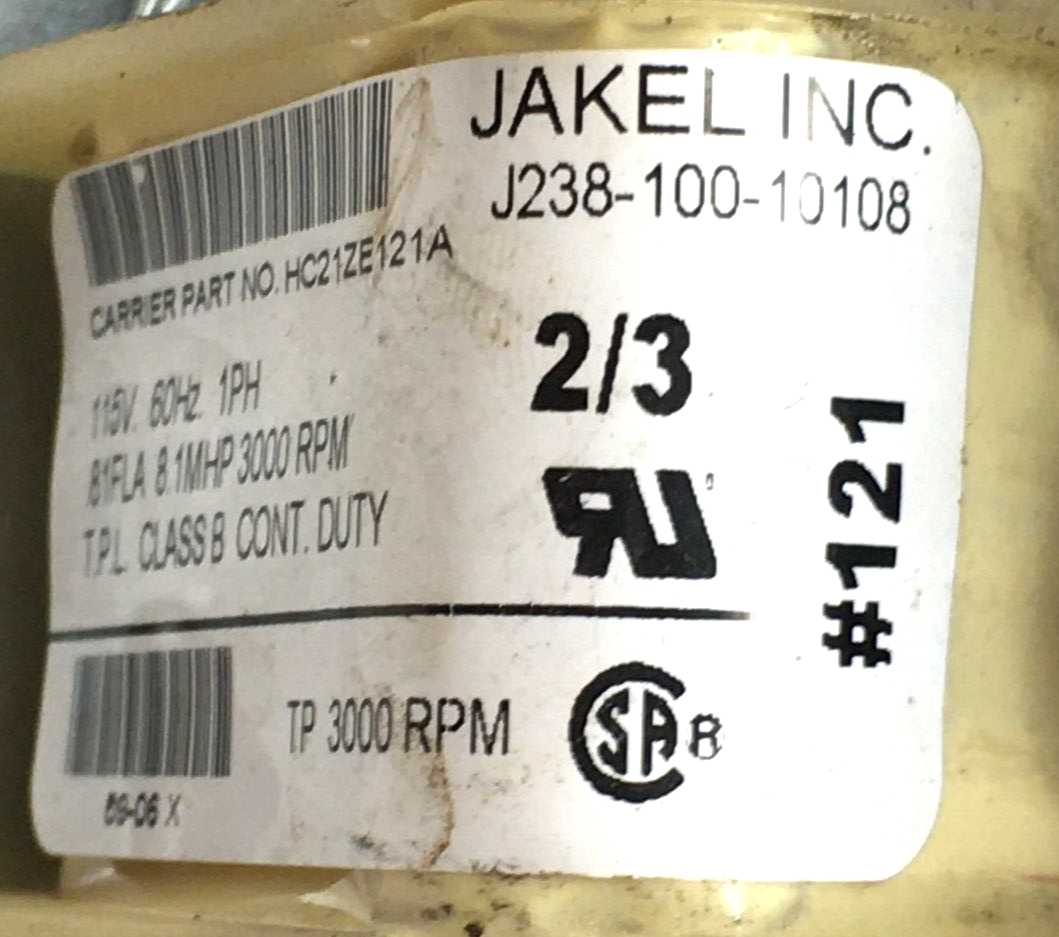 JAKEL INC.
J238-100-10108
CARRIER PART NO. HC21ZE121A
2/3
115V. 60Hz. 1PH
.81FLA 8.1MHP 3000 RPM
T.P.L. CLASS B CONT. DUTY
#121
TP 3000 RPM
SA B
09-06 X